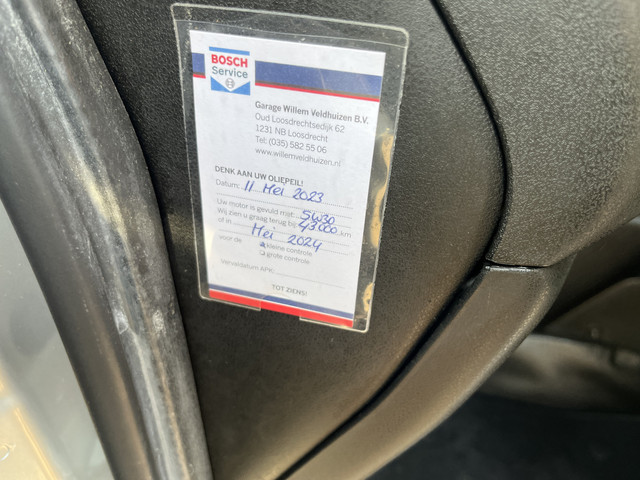 BOSCH
Service
Garage Willem Veldhuizen B.V.
Oud Loosdrechtsedijk 62
1231 NB Loosdrecht
Tel: (035) 582 55 06
www.willemveldhuizen.nl
DENK AAN UW OLIEPEIL!
Datum: 11 Mei 2023
Uw motor is gevuld met: 5W30
Wij zien u graag terug bij 43.000 km
of in Mei 2024
voor de kleine controle
grote controle
Vervaldatum APK:
TOT ZIENS!